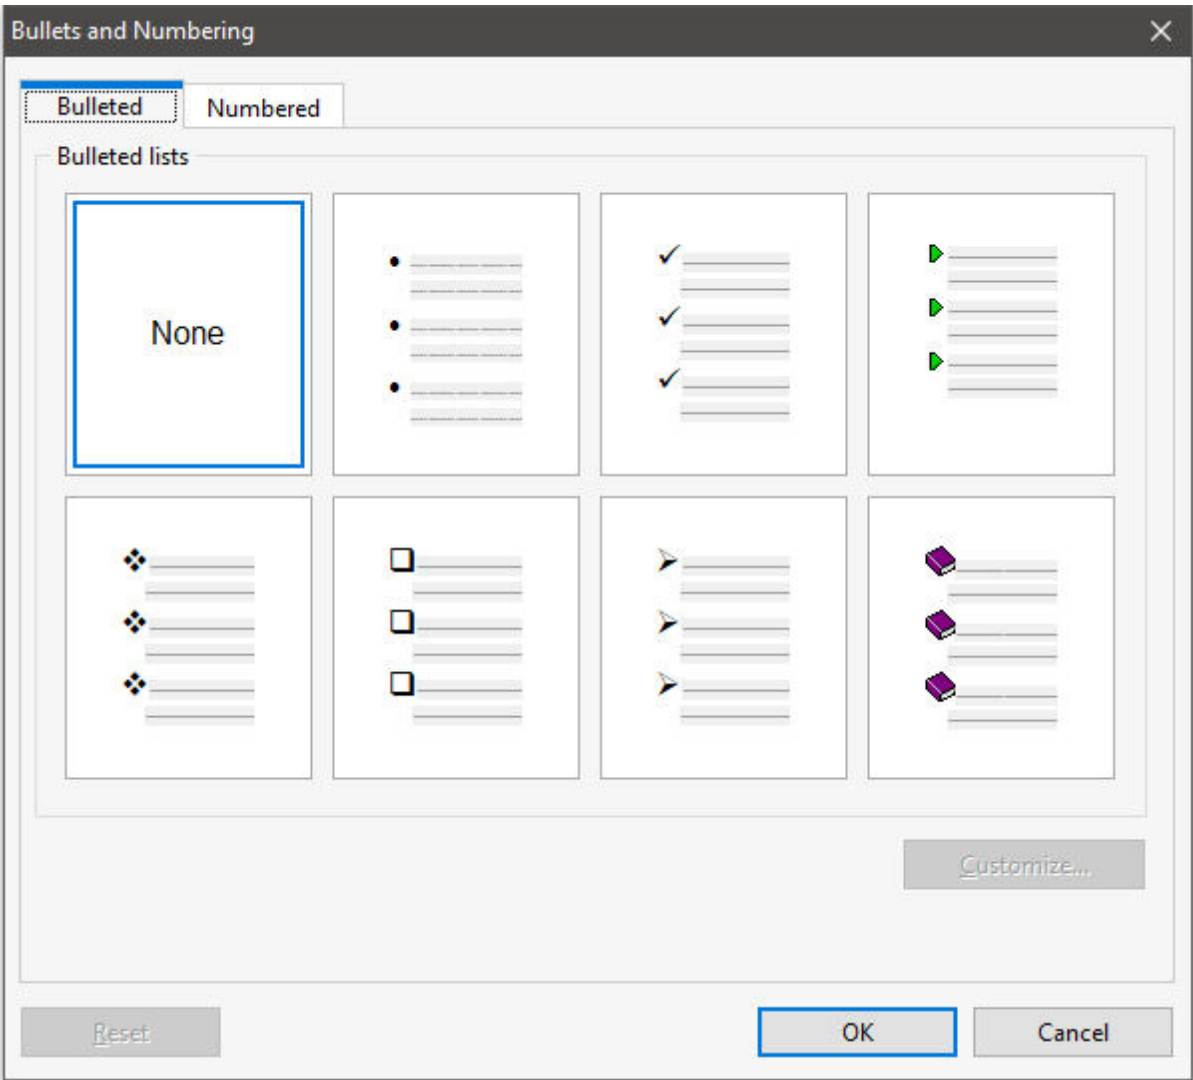 Bullets and Numbering
Bulleted
Numbered
Bulleted lists
None
Customize...
Reset
OK
Cancel